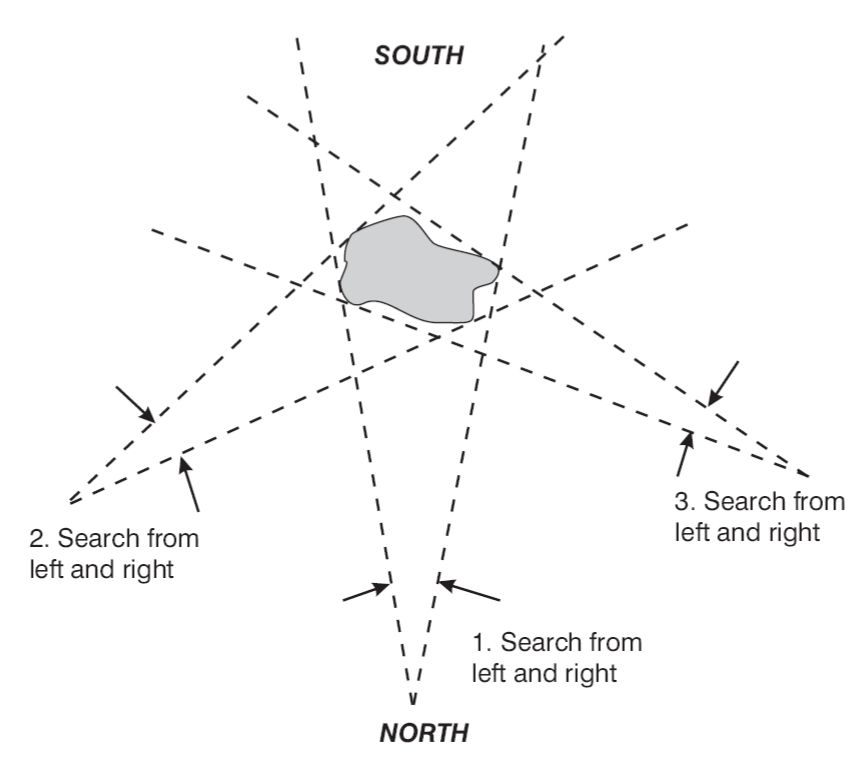 SOUTH
2. Search from
left and right
3. Search from
left and right
1. Search from
left and right
NORTH